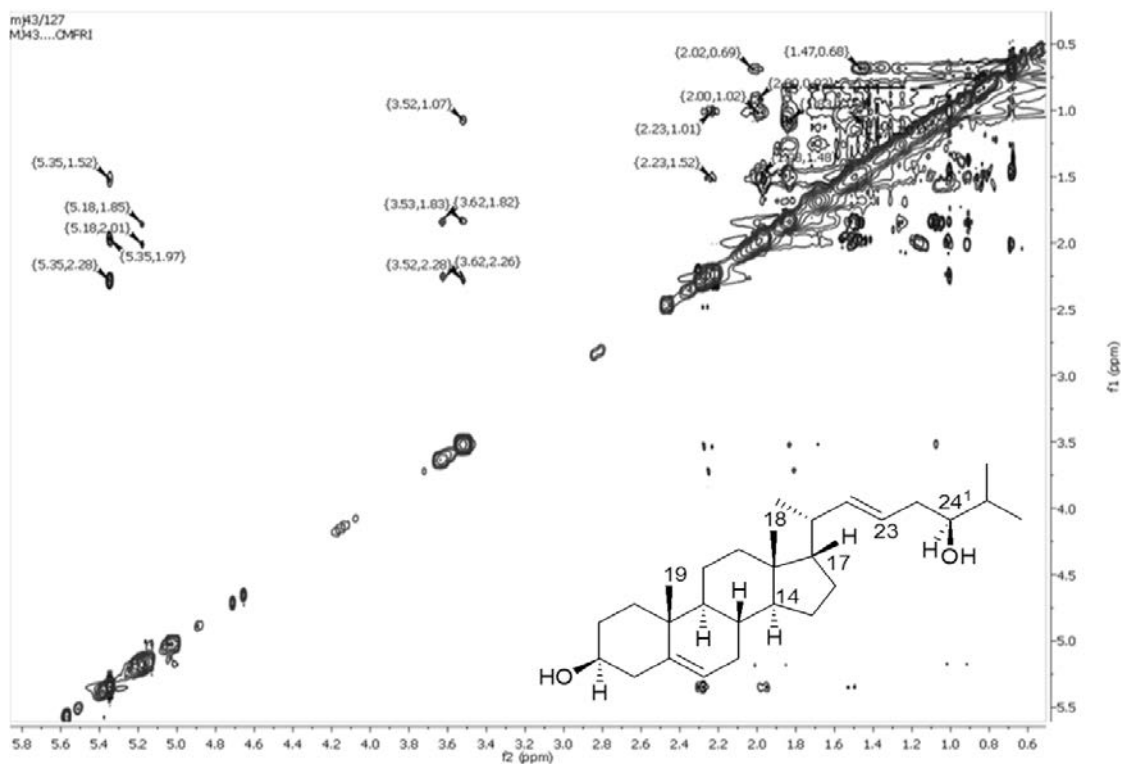 mj43/127
MJ43....CMFRI
{2.02,0.69}
{1.47,0.68}
{3.52,1.07}
{2.00,1.02}
{2.23,1.01}
{5.35,1.52}
{2.23,1.52}
{5.18,1.85}
{3.53,1.83}
{3.62,1.82}
{5.18,2.01}
{5.35,1.97}
{5.35,2.28}
{3.52,2.28}
{3.62,2.26}
0.5
1.0
1.5
2.0
2.5
3.0
3.5
4.0
4.5
5.0
5.5
f1 (ppm)
24¹
18
23
H
H OH
17
19
14
H
H
H
HO
H
5.8 5.6 5.4 5.2 5.0 4.8 4.6 4.4 4.2 4.0 3.8 3.6 3.4 3.2 3.0 2.8 2.6 2.4 2.2 2.0 1.8 1.6 1.4 1.2 1.0 0.8 0.6
f2 (ppm)